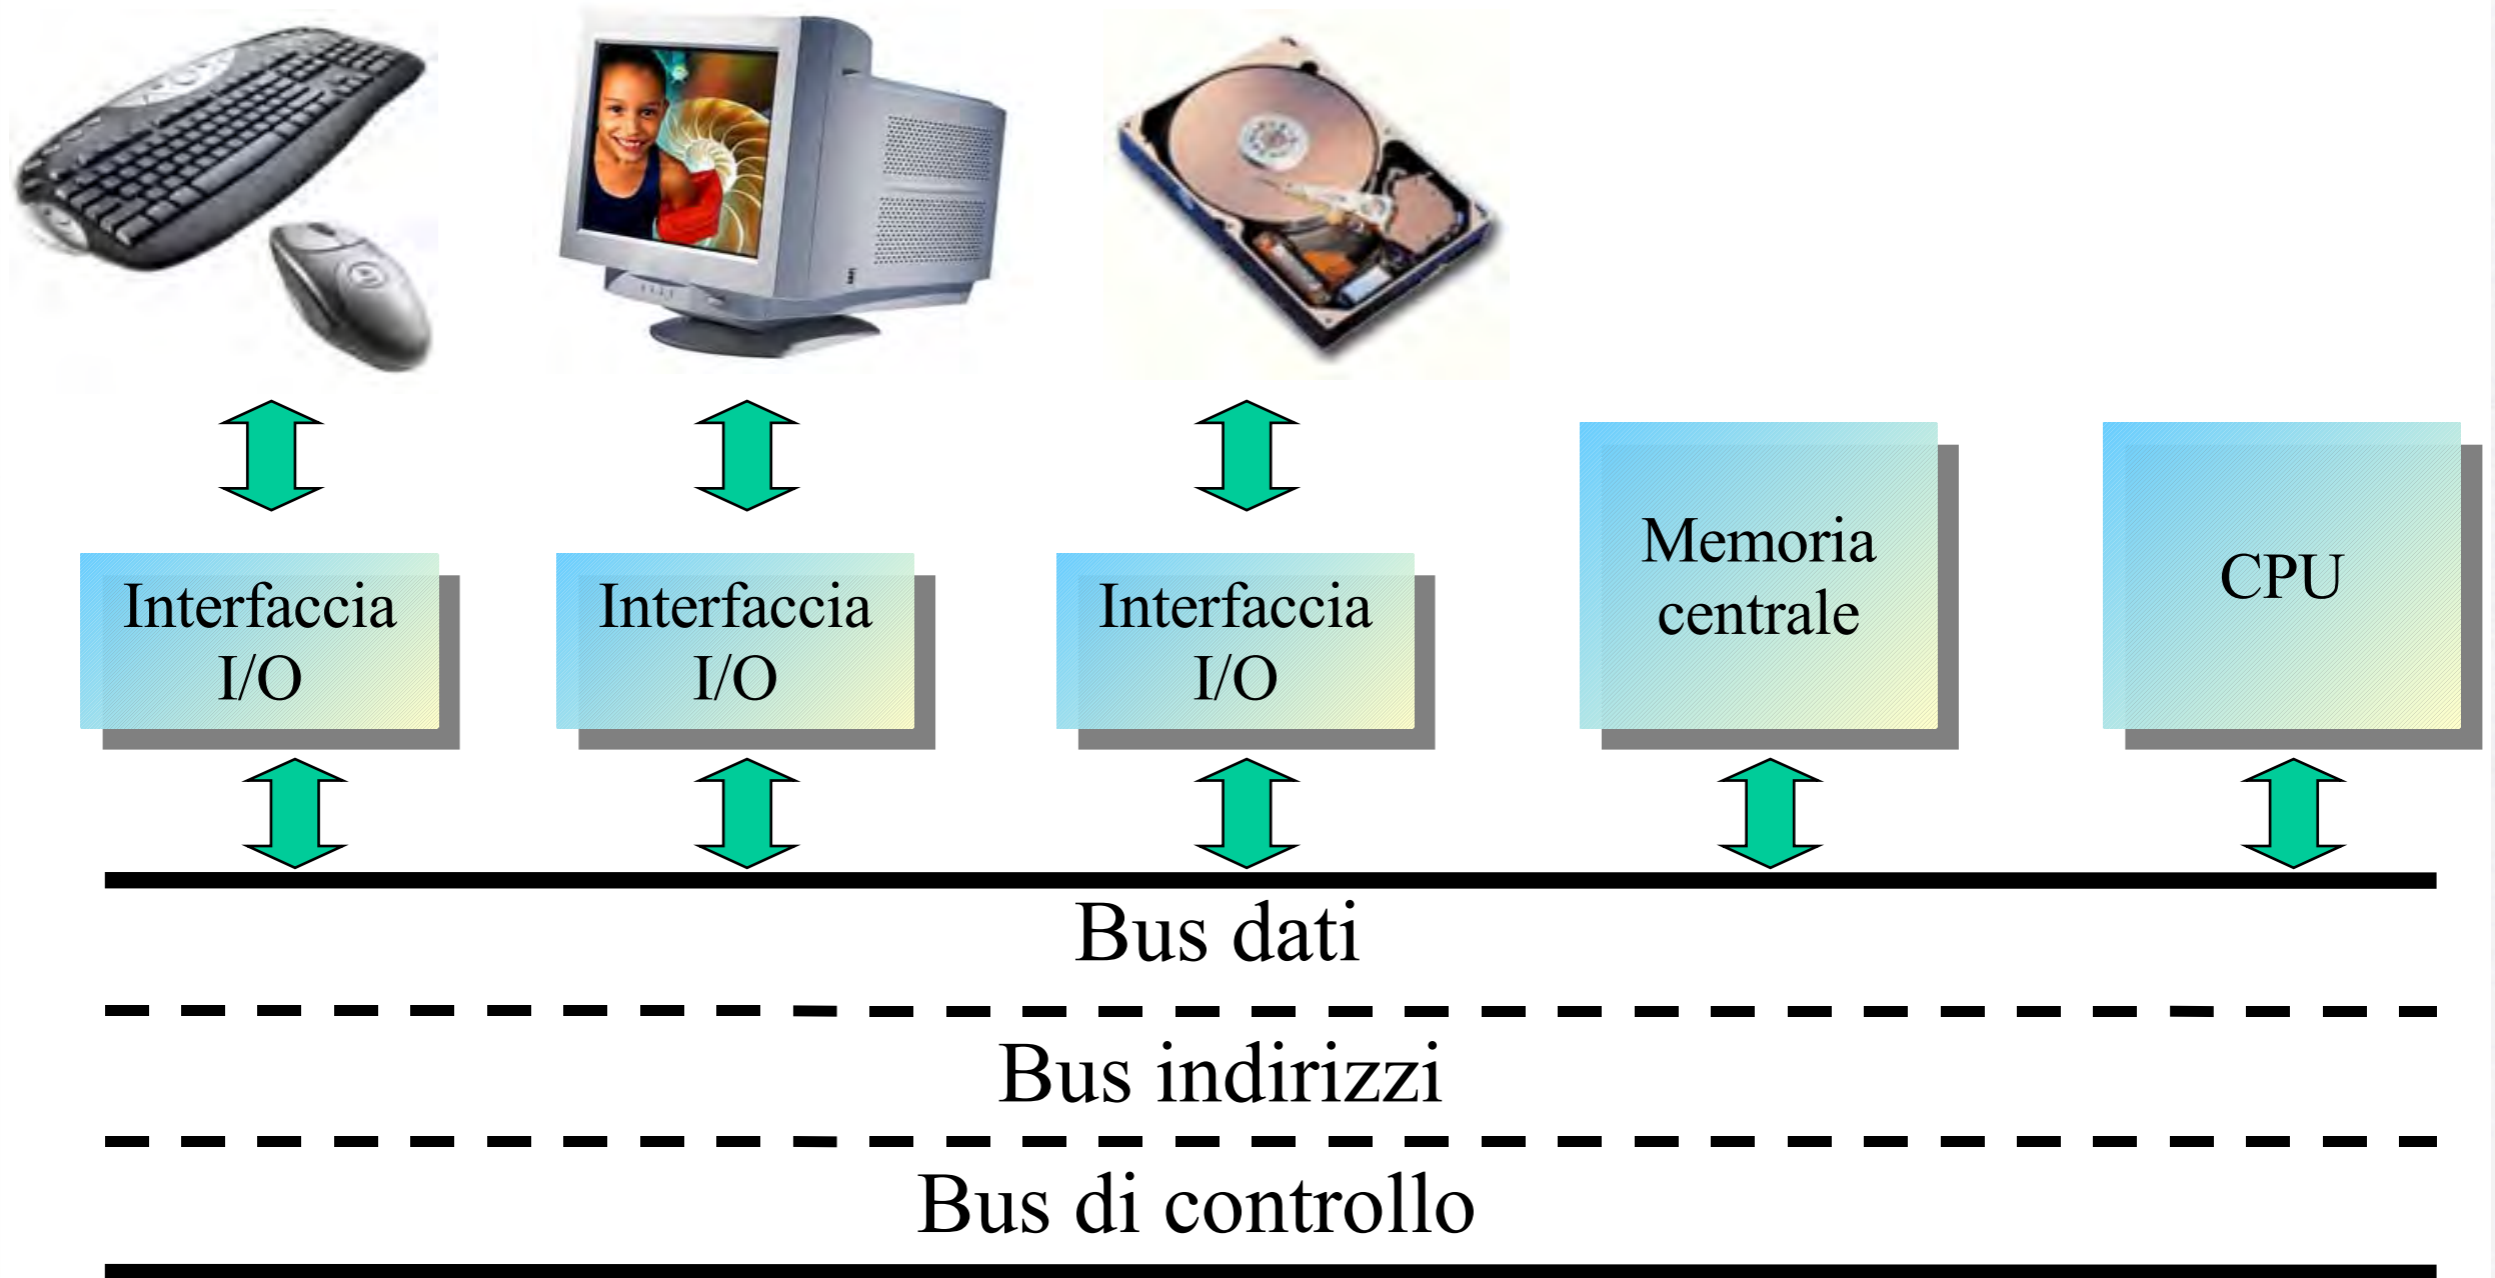 Interfaccia
I/O
Interfaccia
I/O
Interfaccia
I/O
Memoria
centrale
CPU
Bus dati
Bus indirizzi
Bus di controllo